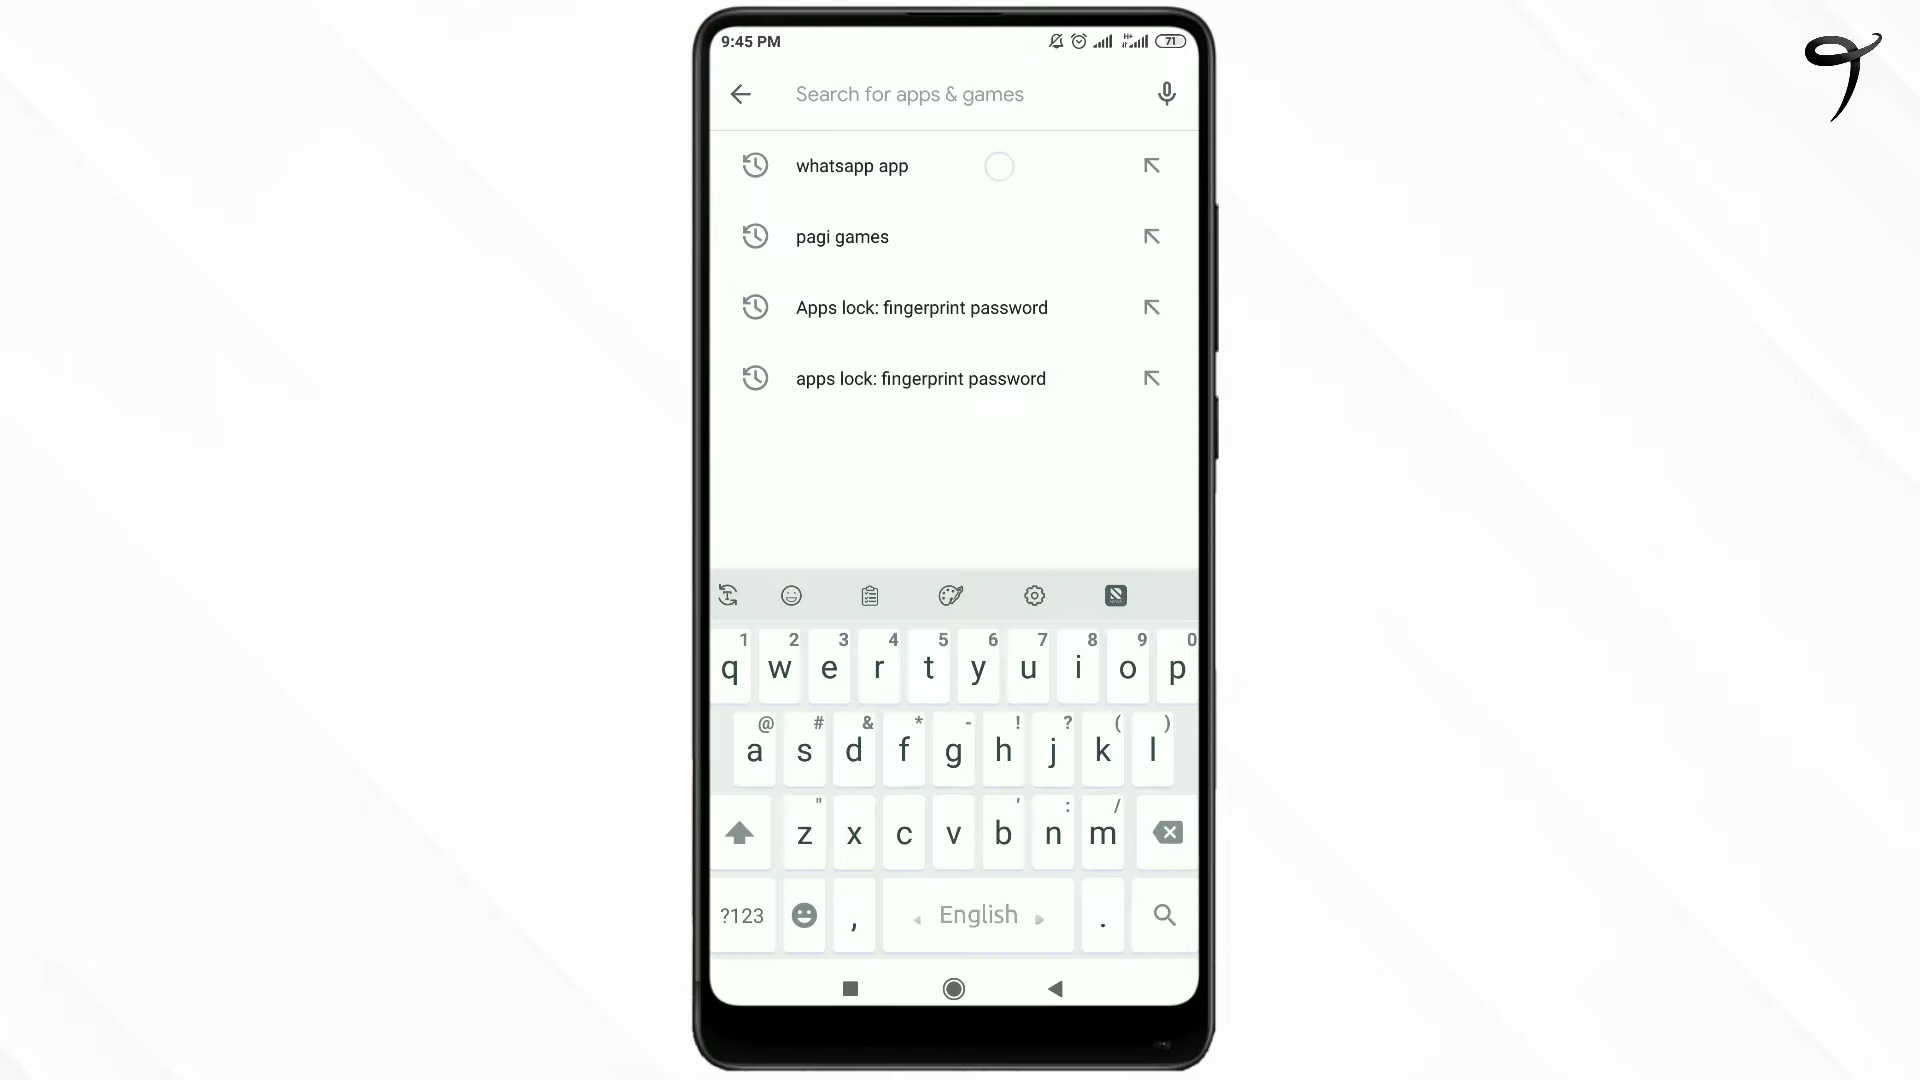 9:45 PM
H+
71
Search for apps & games
whatsapp app
pagi games
Apps lock: fingerprint password
apps lock: fingerprint password
1 2 3 4 5 6 7 8 9 0
q w e r t y u i o p
@ # & * - ! ? ( )
a s d f g h j k l
" ' : /
z x c v b n m
?123 , English .